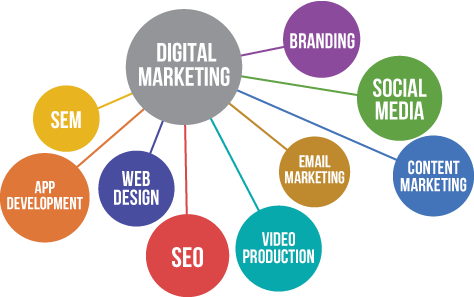 DIGITAL
MARKETING
BRANDING
SOCIAL
MEDIA
SEM
EMAIL
MARKETING
CONTENT
MARKETING
APP
DEVELOPMENT
WEB
DESIGN
SEO
VIDEO
PRODUCTION